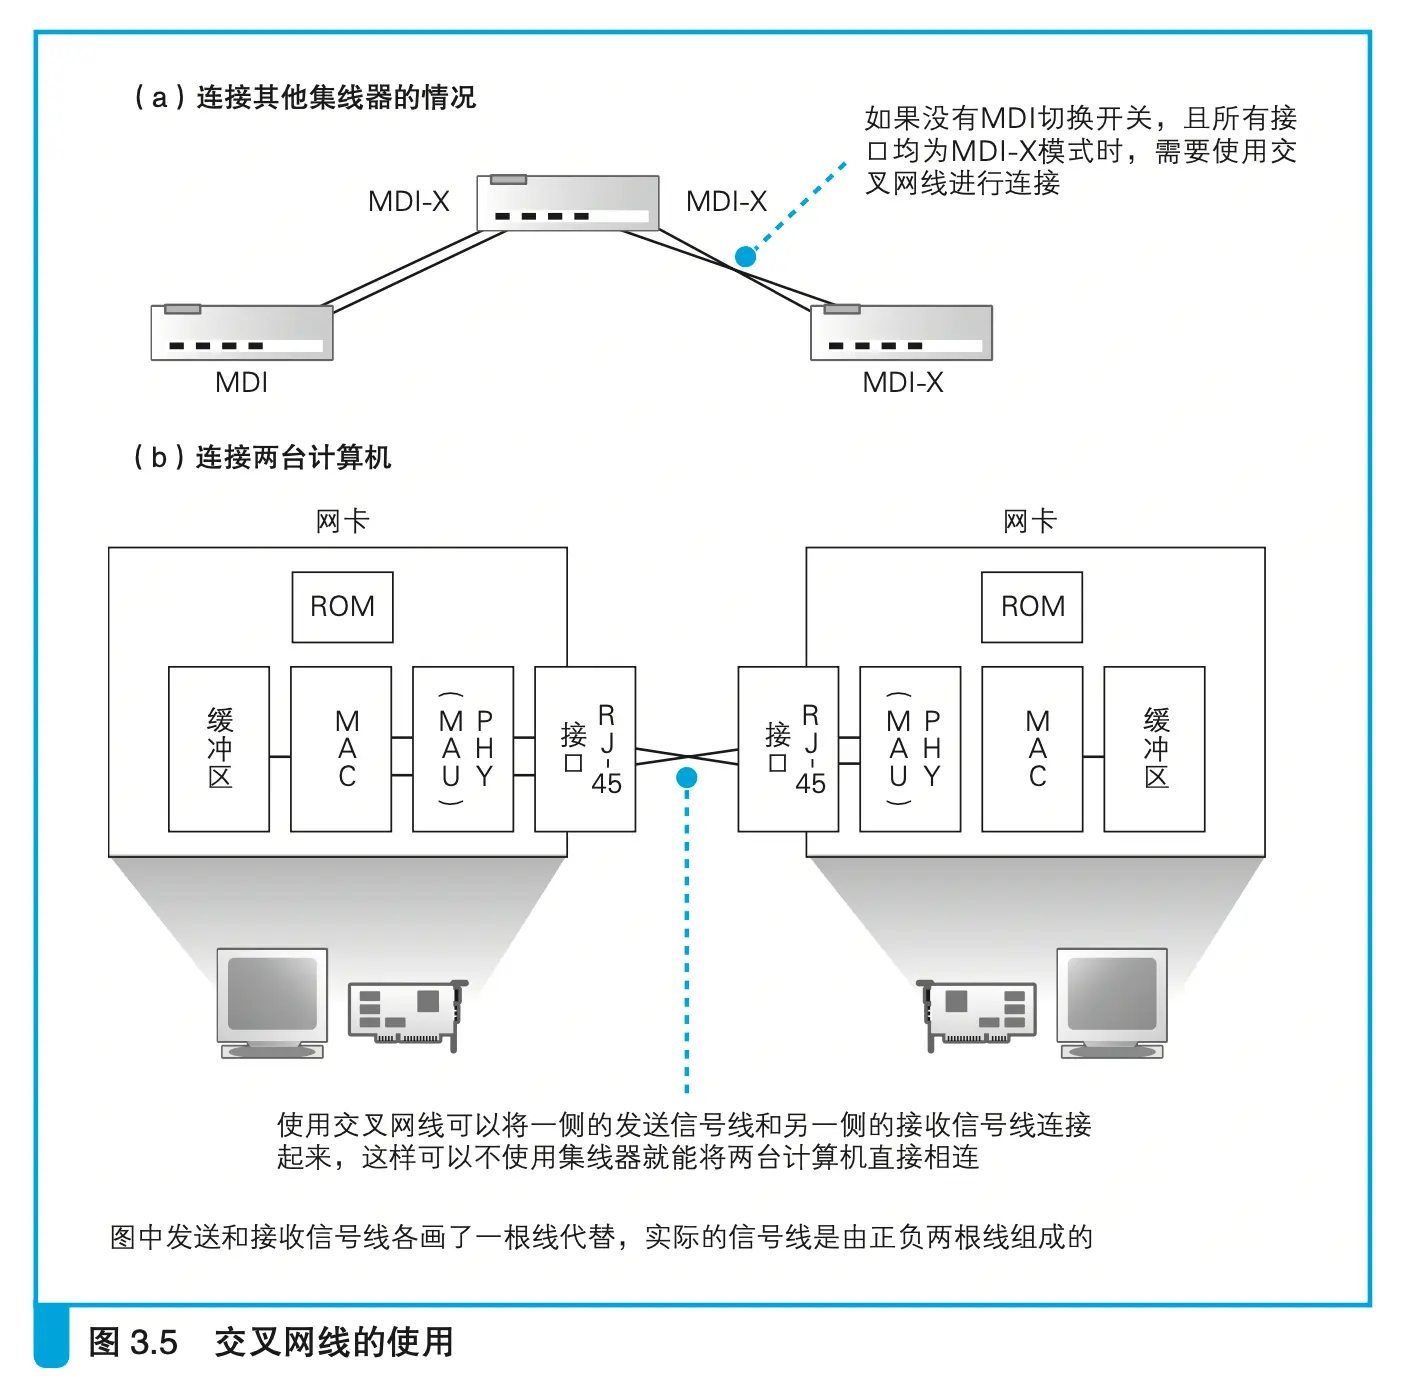 （a）连接其他集线器的情况
如果没有MDI切换开关，且所有接
口均为MDI-X模式时，需要使用交
叉网线进行连接
MDI-X
MDI-X
MDI
MDI-X
（b）连接两台计算机
网卡
网卡
ROM
ROM
缓冲区
MAC
PHY
（MAU）
RJ-45
接口
RJ-45
接口
PHY
（MAU）
MAC
缓冲区
使用交叉网线可以将一侧的发送信号线和另一侧的接收信号线连接
起来，这样可以不使用集线器就能将两台计算机直接相连
图中发送和接收信号线各画了一根线代替，实际的信号线是由正负两根线组成的
图 3.5 交叉网线的使用